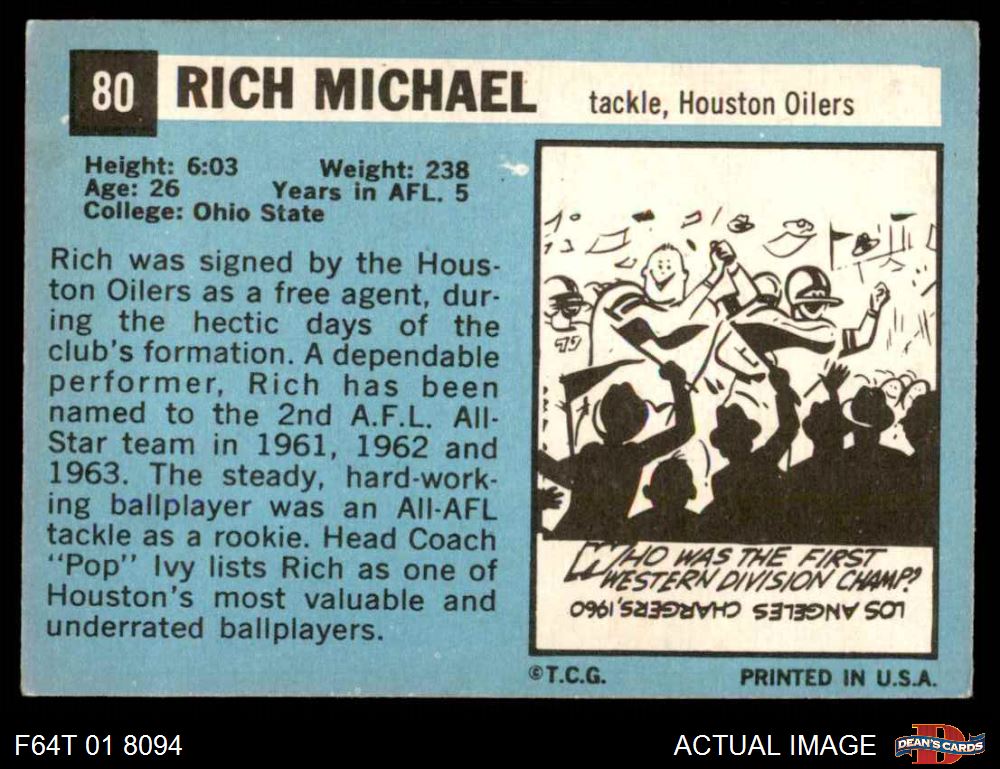 80 RICH MICHAEL tackle, Houston Oilers
Height: 6:03 Weight: 238
Age: 26 Years in AFL. 5
College: Ohio State
Rich was signed by the Hous-
ton Oilers as a free agent, dur-
ing the hectic days of the
club's formation. A dependable
performer, Rich has been
named to the 2nd A.F.L. All-
Star team in 1961, 1962 and
1963. The steady, hard-work-
ing ballplayer was an All-AFL
tackle as a rookie. Head Coach
"Pop" Ivy lists Rich as one of
Houston's most valuable and
underrated ballplayers.
WHO WAS THE FIRST
WESTERN DIVISION CHAMP?
LOS ANGELES CHARGERS, 1960
©T.C.G. PRINTED IN U.S.A.
F64T 01 8094 ACTUAL IMAGE DEAN'S CARDS